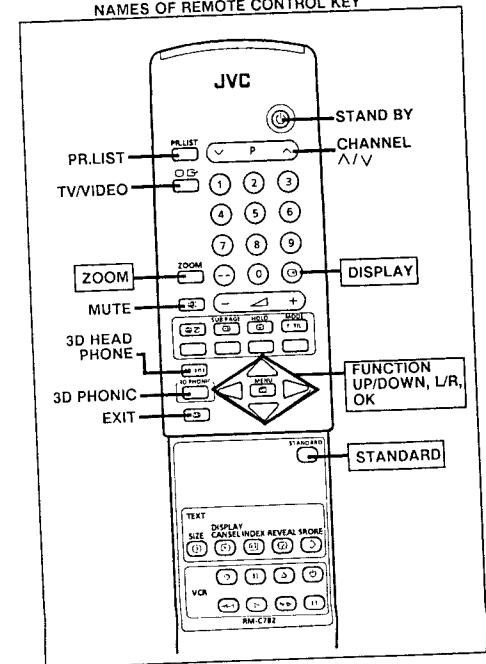 NAMES OF REMOTE CONTROL KEY
JVC
STAND BY
PR.LIST
PR.LIST
P
CHANNEL
∧/∨
TV/VIDEO
1 2 3
4 5 6
7 8 9
-- 0
ZOOM
ZOOM
DISPLAY
MUTE
- +
SUB PAGE HOLD MODE
3D HEAD
PHONE
3D PHONIC
3D PHONIC
MENU
FUNCTION
UP/DOWN, L/R,
OK
EXIT
STANDARD
STANDARD
TEXT
DISPLAY
SIZE CANSEL INDEX REVEAL SRORE
VCR
RM-C782